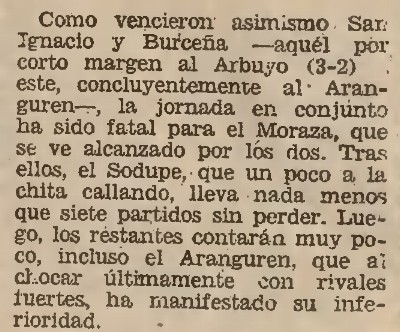 Como vencieron asimismo San
Ignacio y Burceña —aquél por
corto margen al Arbuyo (3-2)
este, concluyentemente al Aran-
guren—, la jornada en conjunto
ha sido fatal para el Moraza, que
se ve alcanzado por los dos. Tras
ellos, el Sodupe, que un poco a la
chita callando, lleva nada menos
que siete partidos sin perder. Lue-
go, los restantes contarán muy po-
co, incluso el Aranguren, que al
chocar últimamente con rivales
fuertes, ha manifestado su infe-
rioridad.